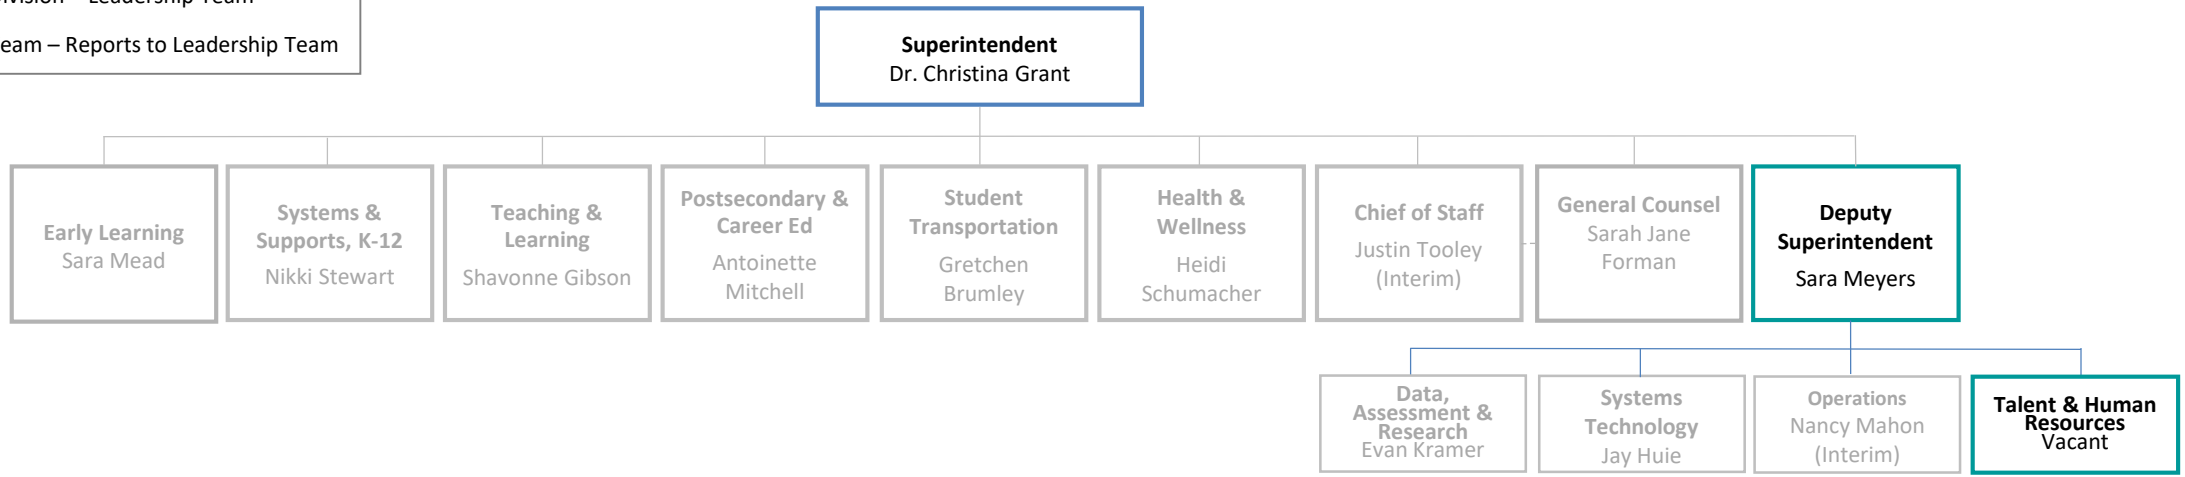 Leadership Team
eam – Reports to Leadership Team
Superintendent
Dr. Christina Grant
Early Learning
Sara Mead
Systems &
Supports, K-12
Nikki Stewart
Teaching &
Learning
Shavonne Gibson
Postsecondary &
Career Ed
Antoinette
Mitchell
Student
Transportation
Gretchen
Brumley
Health &
Wellness
Heidi
Schumacher
Chief of Staff
Justin Tooley
(Interim)
General Counsel
Sarah Jane
Forman
Deputy
Superintendent
Sara Meyers
Data,
Assessment &
Research
Evan Kramer
Systems
Technology
Jay Huie
Operations
Nancy Mahon
(Interim)
Talent & Human
Resources
Vacant